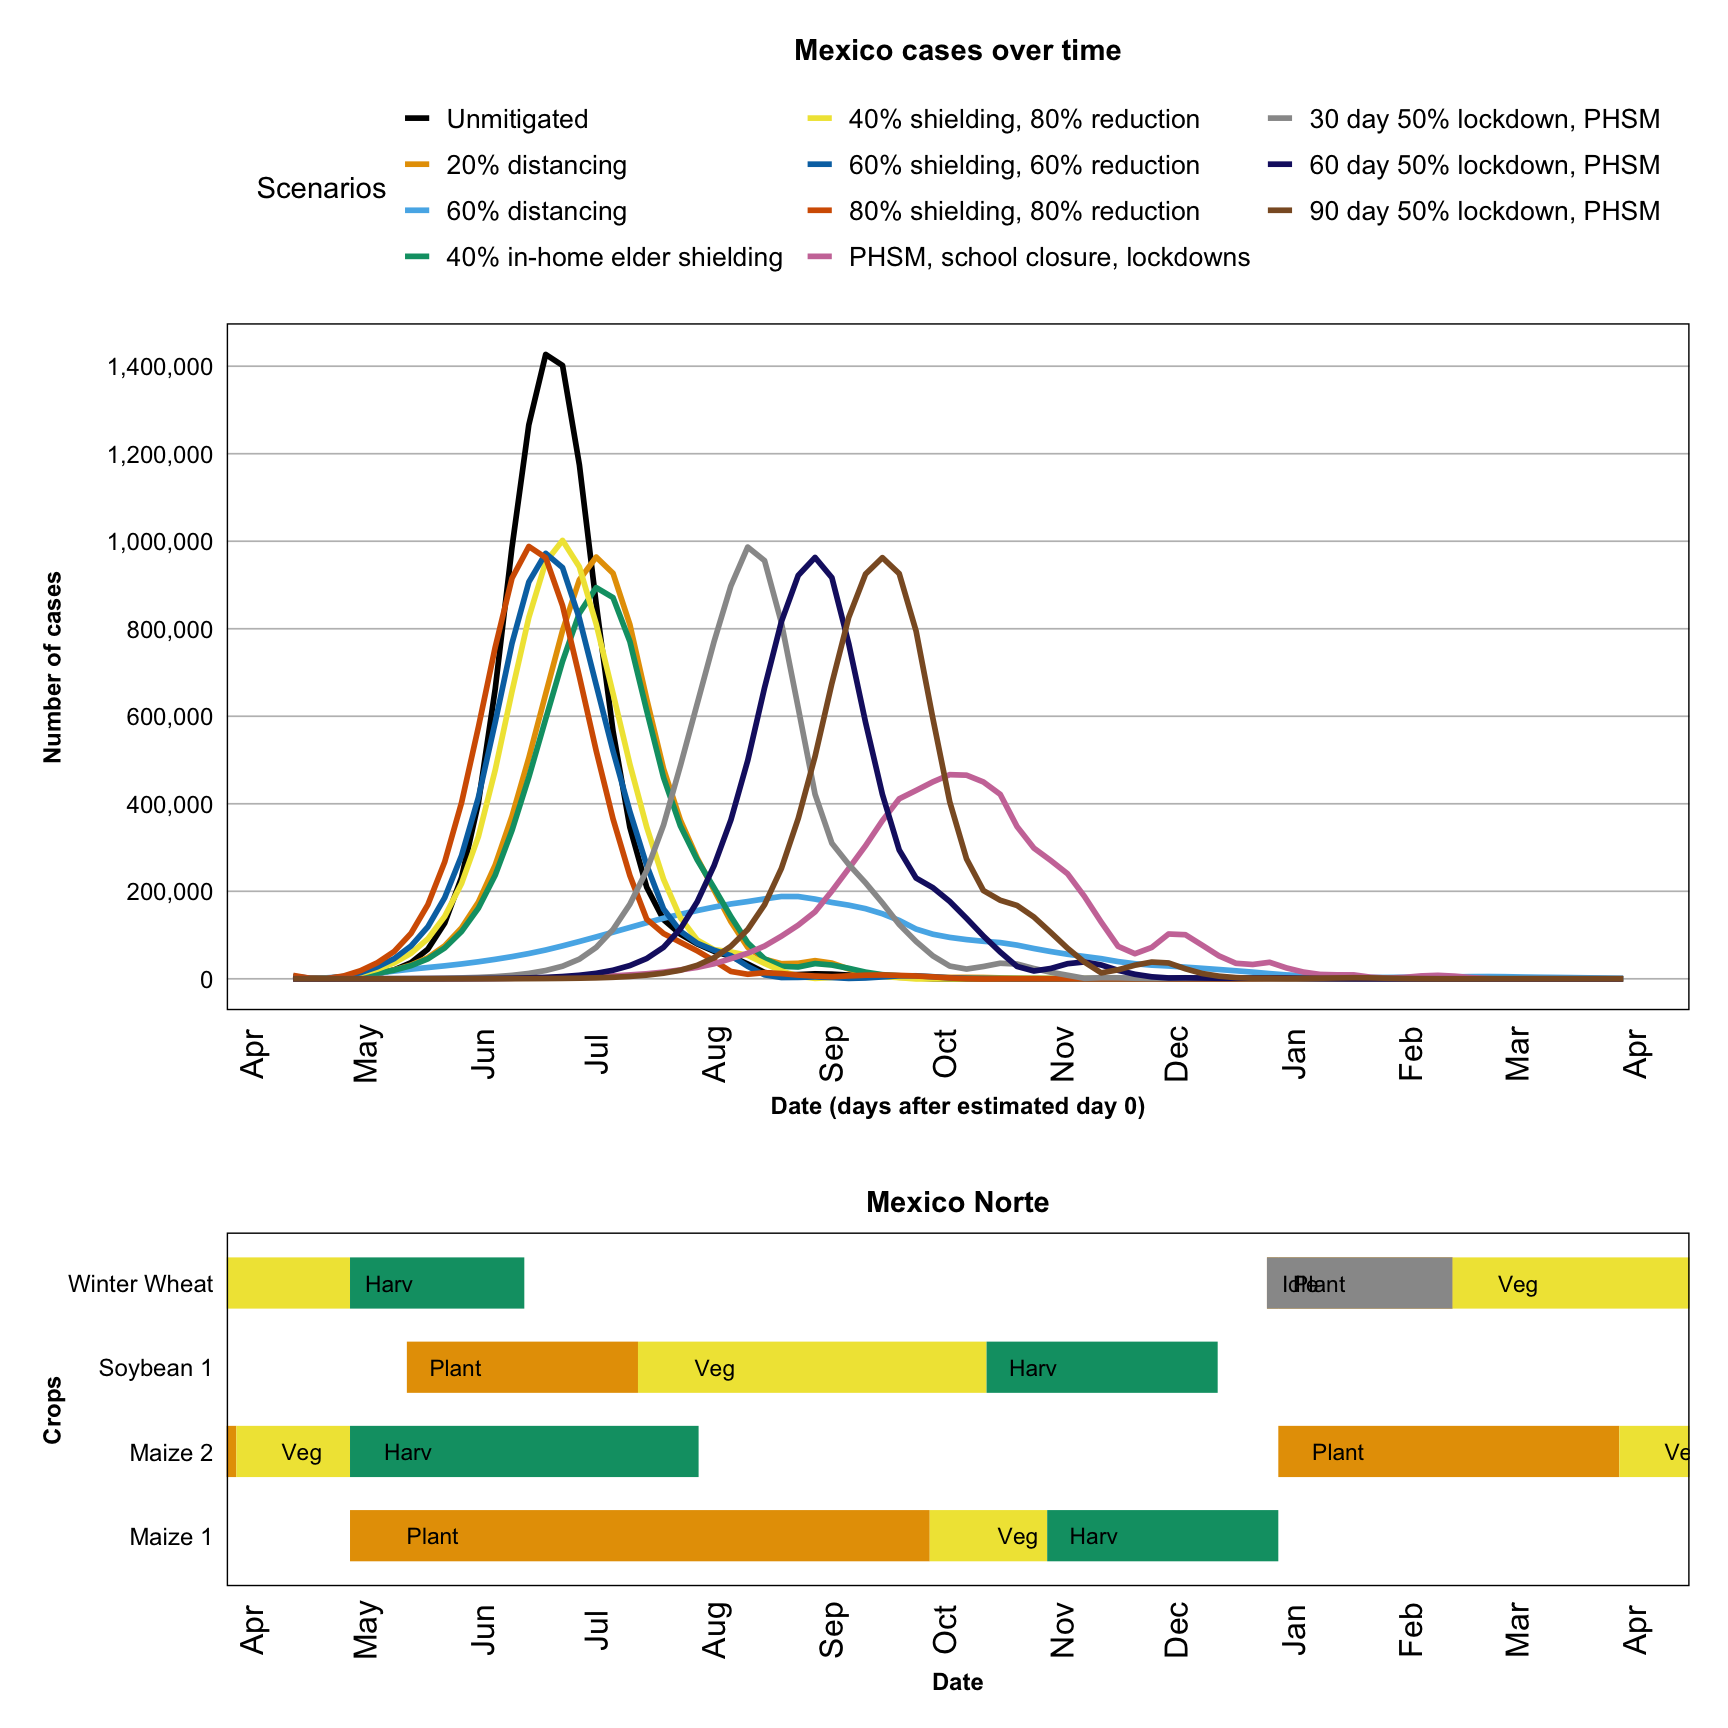 Mexico cases over time
Scenarios
Unmitigated
20% distancing
60% distancing
40% in-home elder shielding
40% shielding, 80% reduction
60% shielding, 60% reduction
80% shielding, 80% reduction
PHSM, school closure, lockdowns
30 day 50% lockdown, PHSM
60 day 50% lockdown, PHSM
90 day 50% lockdown, PHSM
Number of cases
1,400,000
1,200,000
1,000,000
800,000
600,000
400,000
200,000
0
Apr May Jun Jul Aug Sep Oct Nov Dec Jan Feb Mar Apr
Date (days after estimated day 0)
Mexico Norte
Crops
Winter Wheat Harv Idle Plant Veg
Soybean 1 Plant Veg Harv
Maize 2 Veg Harv Plant Ve
Maize 1 Plant Veg Harv
Apr May Jun Jul Aug Sep Oct Nov Dec Jan Feb Mar Apr
Date